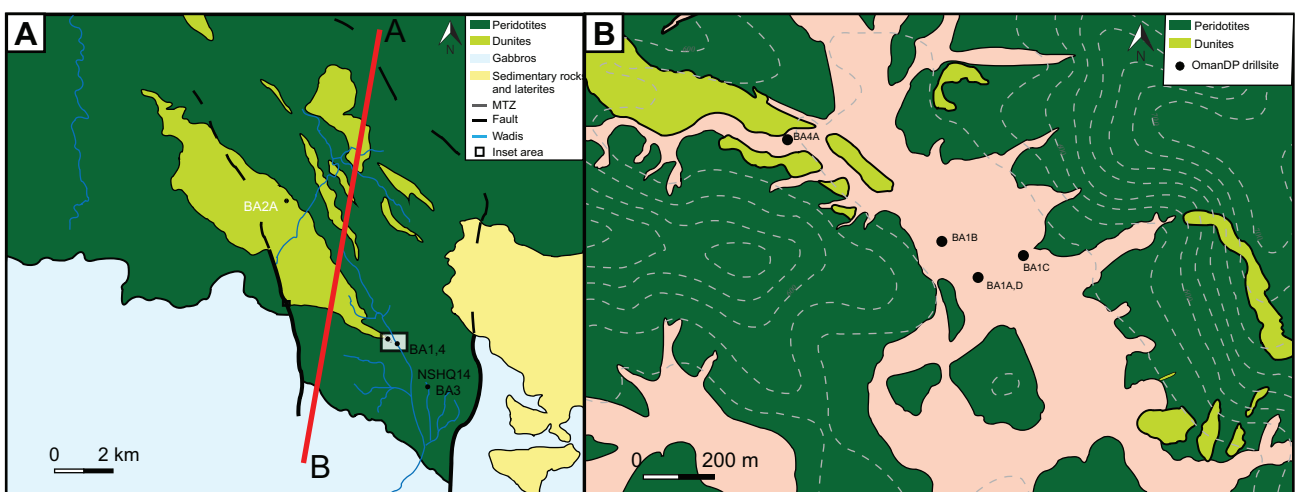 A
A
N
Peridotites
Dunites
Gabbros
Sedimentary rocks
and laterites
MTZ
Fault
Wadis
Inset area
BA2A
BA1,4
NSHQ14
BA3
B
0 2 km
B
N
Peridotites
Dunites
OmanDP drillsite
BA4A
BA1B
BA1C
BA1A,D
0 200 m